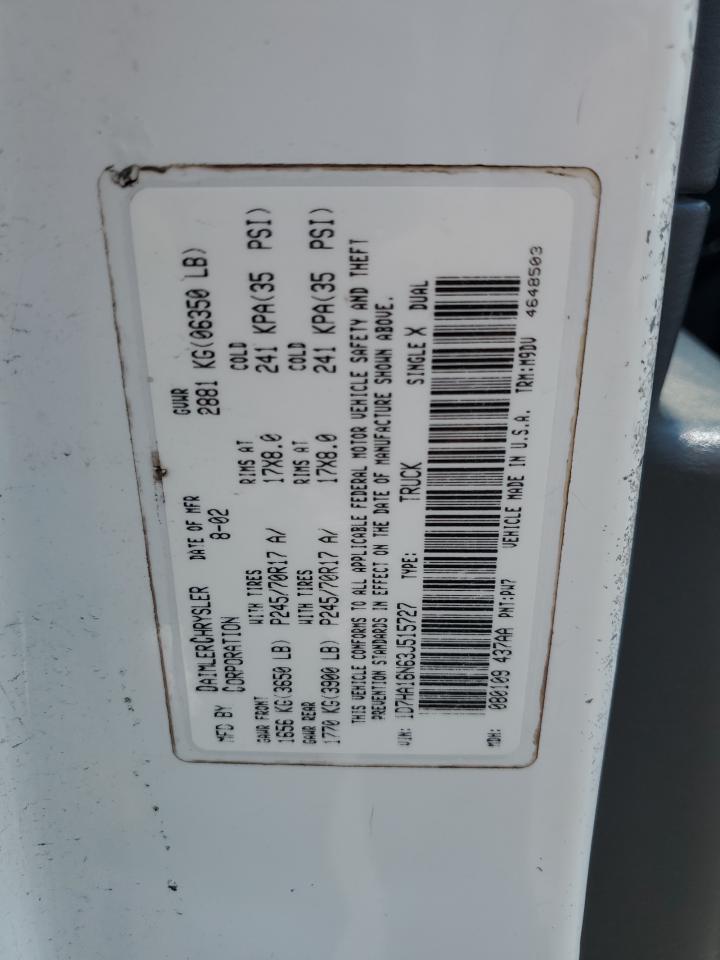 MFD BY DAIMLERCHRYSLER DATE OF MFR GVWR
CORPORATION 8-02 2881 KG(06350 LB)
GAWR FRONT WITH TIRES RIMS AT COLD
1656 KG(3650 LB) P245/70R17 A/ 17X8.0 241 KPA(35 PSI)
GAWR REAR WITH TIRES RIMS AT COLD
1770 KG(3900 LB) P245/70R17 A/ 17X8.0 241 KPA(35 PSI)
THIS VEHICLE CONFORMS TO ALL APPLICABLE FEDERAL MOTOR VEHICLE SAFETY AND THEFT
PREVENTION STANDARDS IN EFFECT ON THE DATE OF MANUFACTURE SHOWN ABOVE.
VIN: 1D7HA16N63J515727 TYPE: TRUCK SINGLE X DUAL
MDH: 080109 437AA PNT:PW7 VEHICLE MADE IN U.S.A. TRM:M9DV 4648503